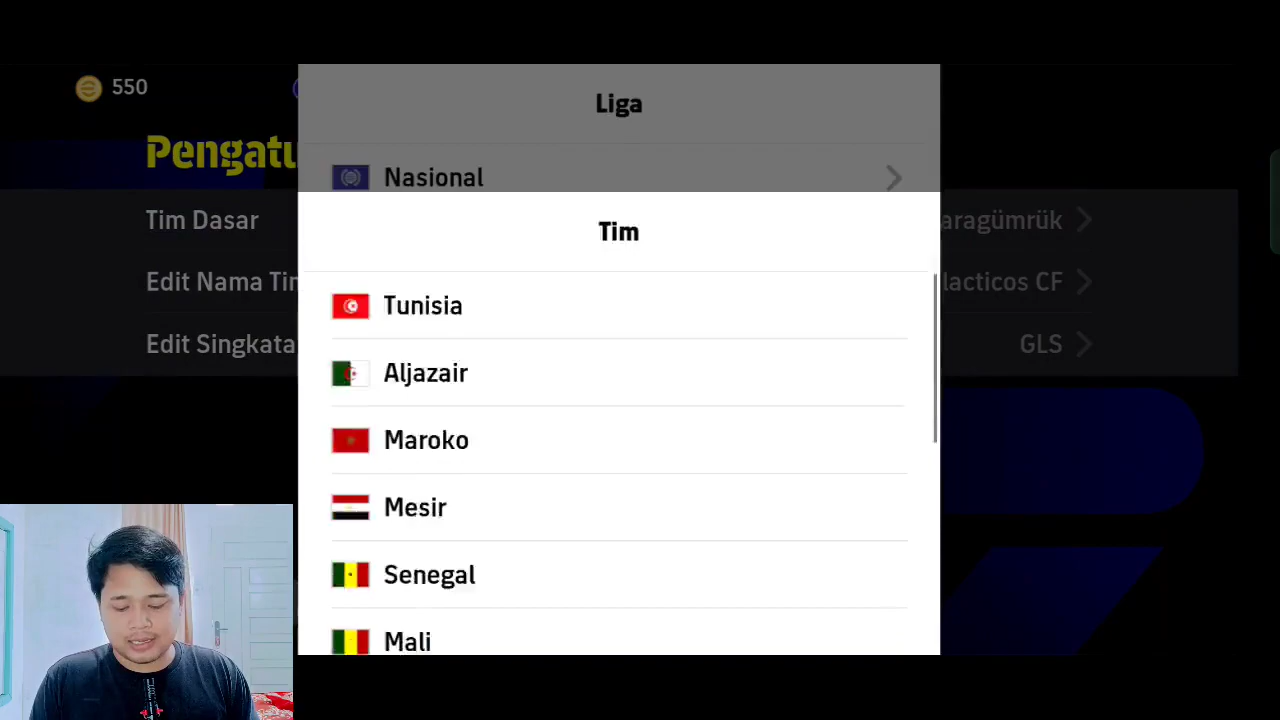 550
Liga
Pengatu
Nasional
Tim Dasar
aragümrük
Tim
Edit Nama Tin
lacticos CF
Tunisia
Edit Singkata
GLS
Aljazair
Maroko
Mesir
Senegal
Mali